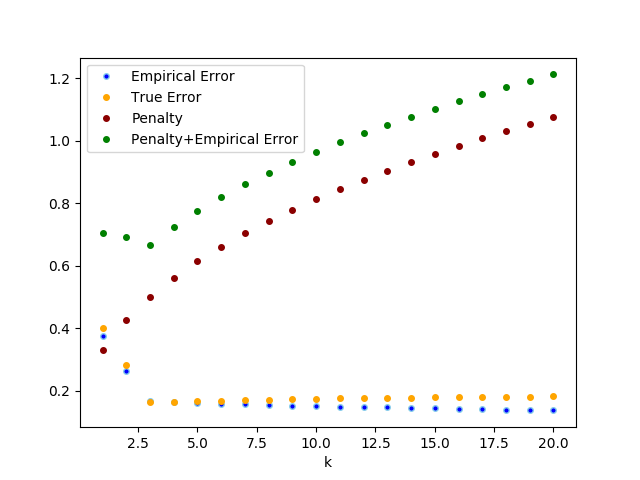 Empirical Error
True Error
Penalty
Penalty+Empirical Error
1.2
1.0
0.8
0.6
0.4
0.2
2.5 5.0 7.5 10.0 12.5 15.0 17.5 20.0
k